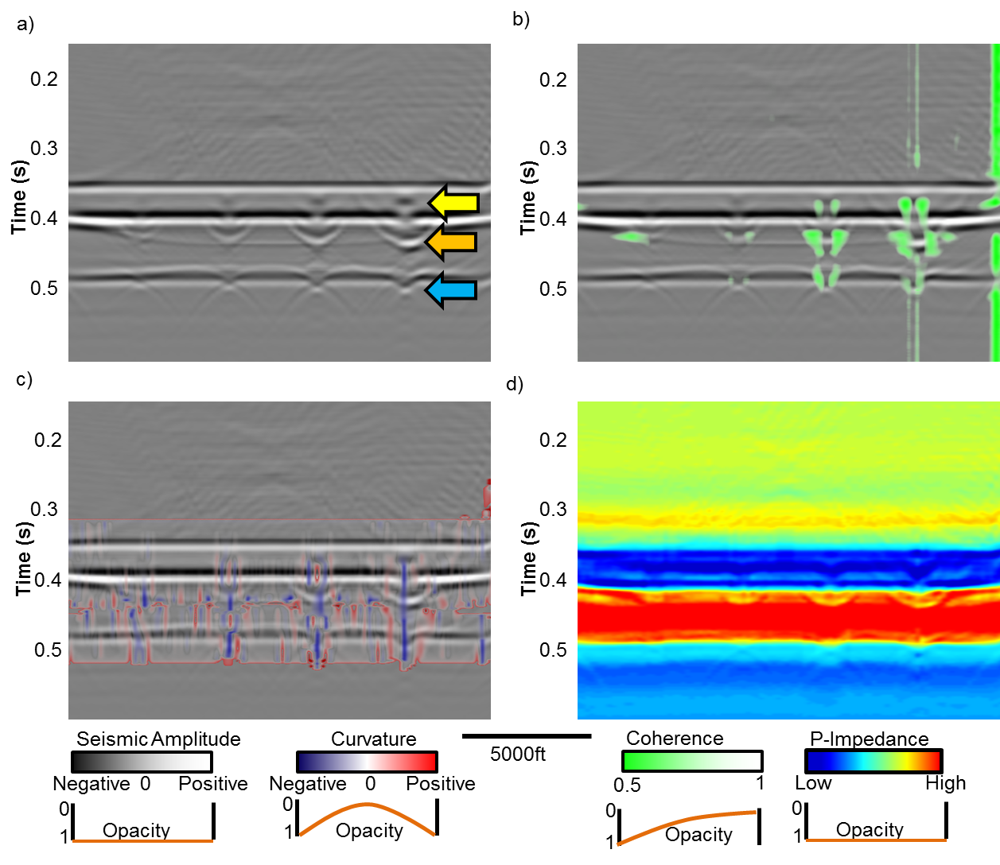 a)
b)
0.2
0.3
0.4
0.5
Time (s)
0.2
0.3
0.4
0.5
Time (s)
c)
d)
0.2
0.3
0.4
0.5
Time (s)
0.2
0.3
0.4
0.5
Time (s)
Seismic Amplitude
Negative 0 Positive
0
1
Opacity
Curvature
Negative 0 Positive
0
1
Opacity
5000ft
Coherence
0.5 1
0
1
Opacity
P-Impedance
Low High
0
1
Opacity